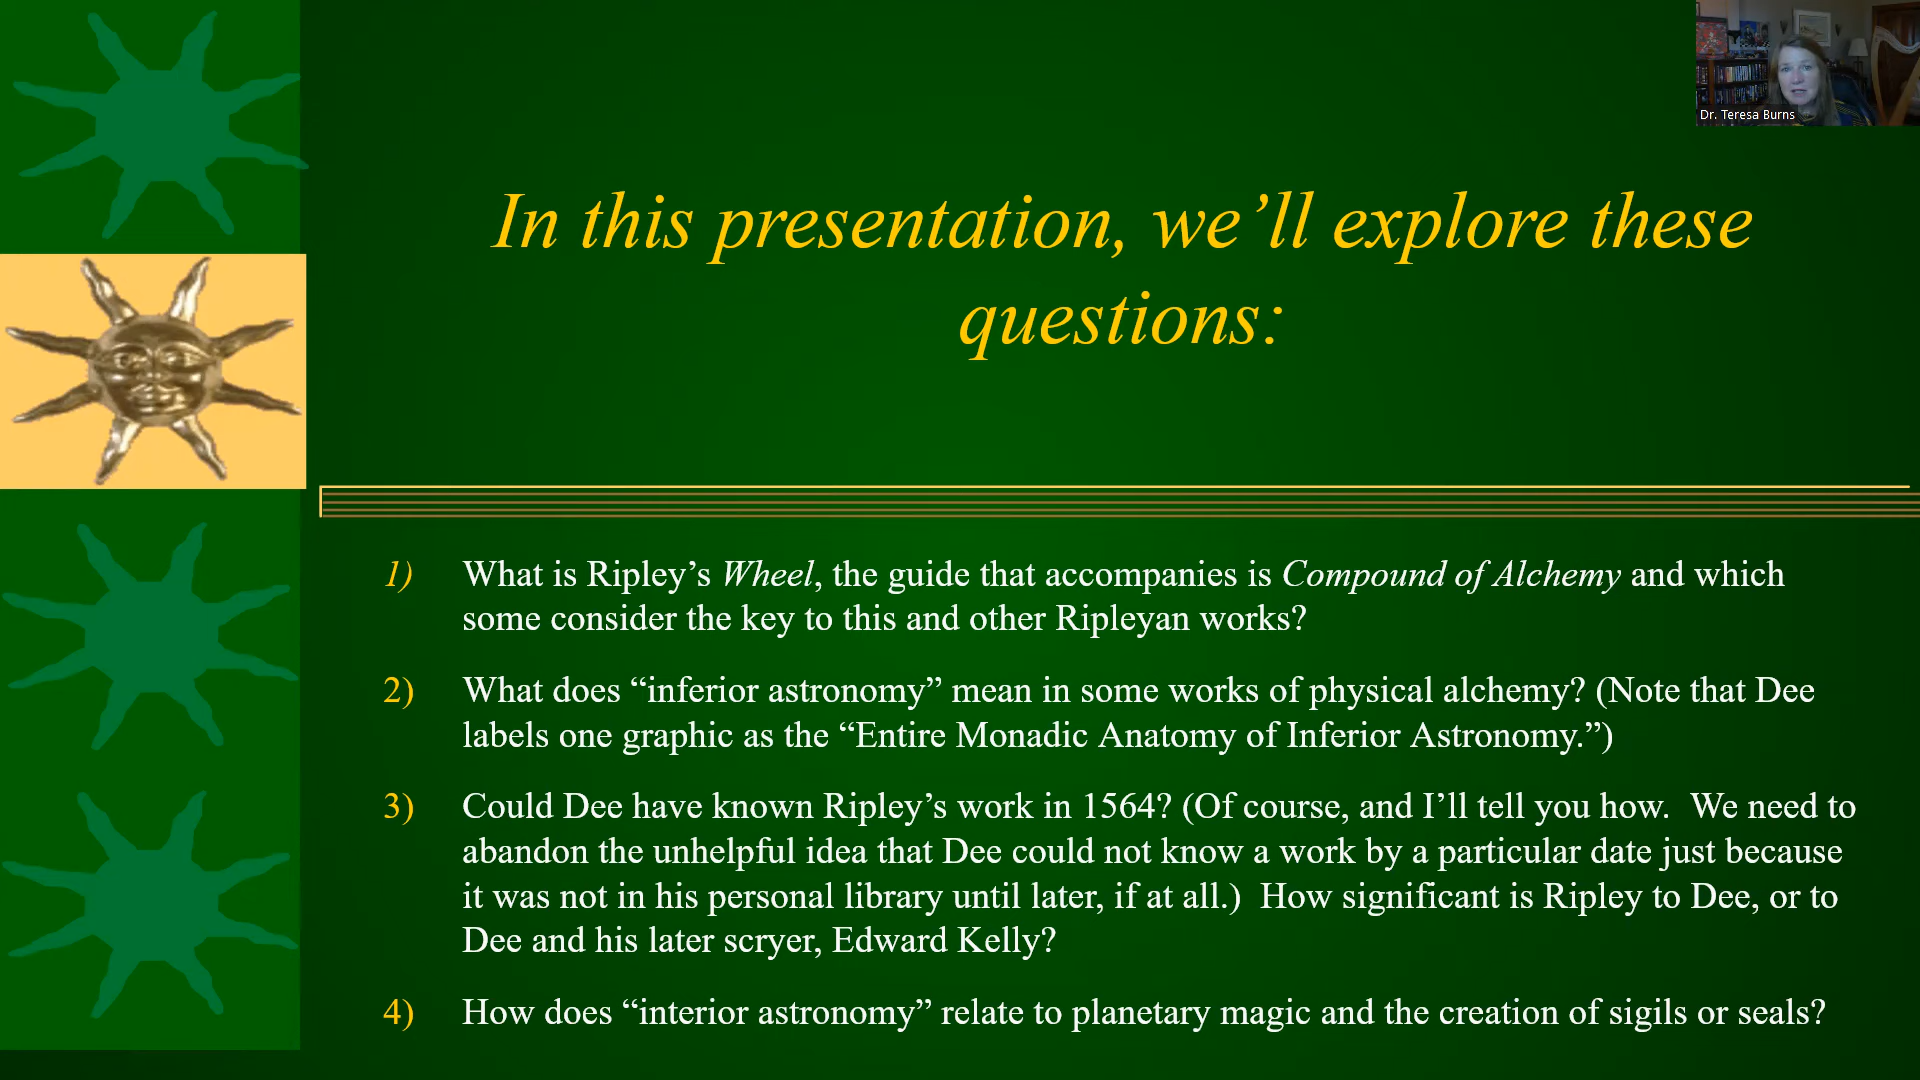 Dr. Teresa Burns
In this presentation, we’ll explore these
questions:
1) What is Ripley’s Wheel, the guide that accompanies is Compound of Alchemy and which
some consider the key to this and other Ripleyan works?
2) What does “inferior astronomy” mean in some works of physical alchemy? (Note that Dee
labels one graphic as the “Entire Monadic Anatomy of Inferior Astronomy.”)
3) Could Dee have known Ripley’s work in 1564? (Of course, and I’ll tell you how.  We need to
abandon the unhelpful idea that Dee could not know a work by a particular date just because
it was not in his personal library until later, if at all.)  How significant is Ripley to Dee, or to
Dee and his later scryer, Edward Kelly?
4) How does “interior astronomy” relate to planetary magic and the creation of sigils or seals?